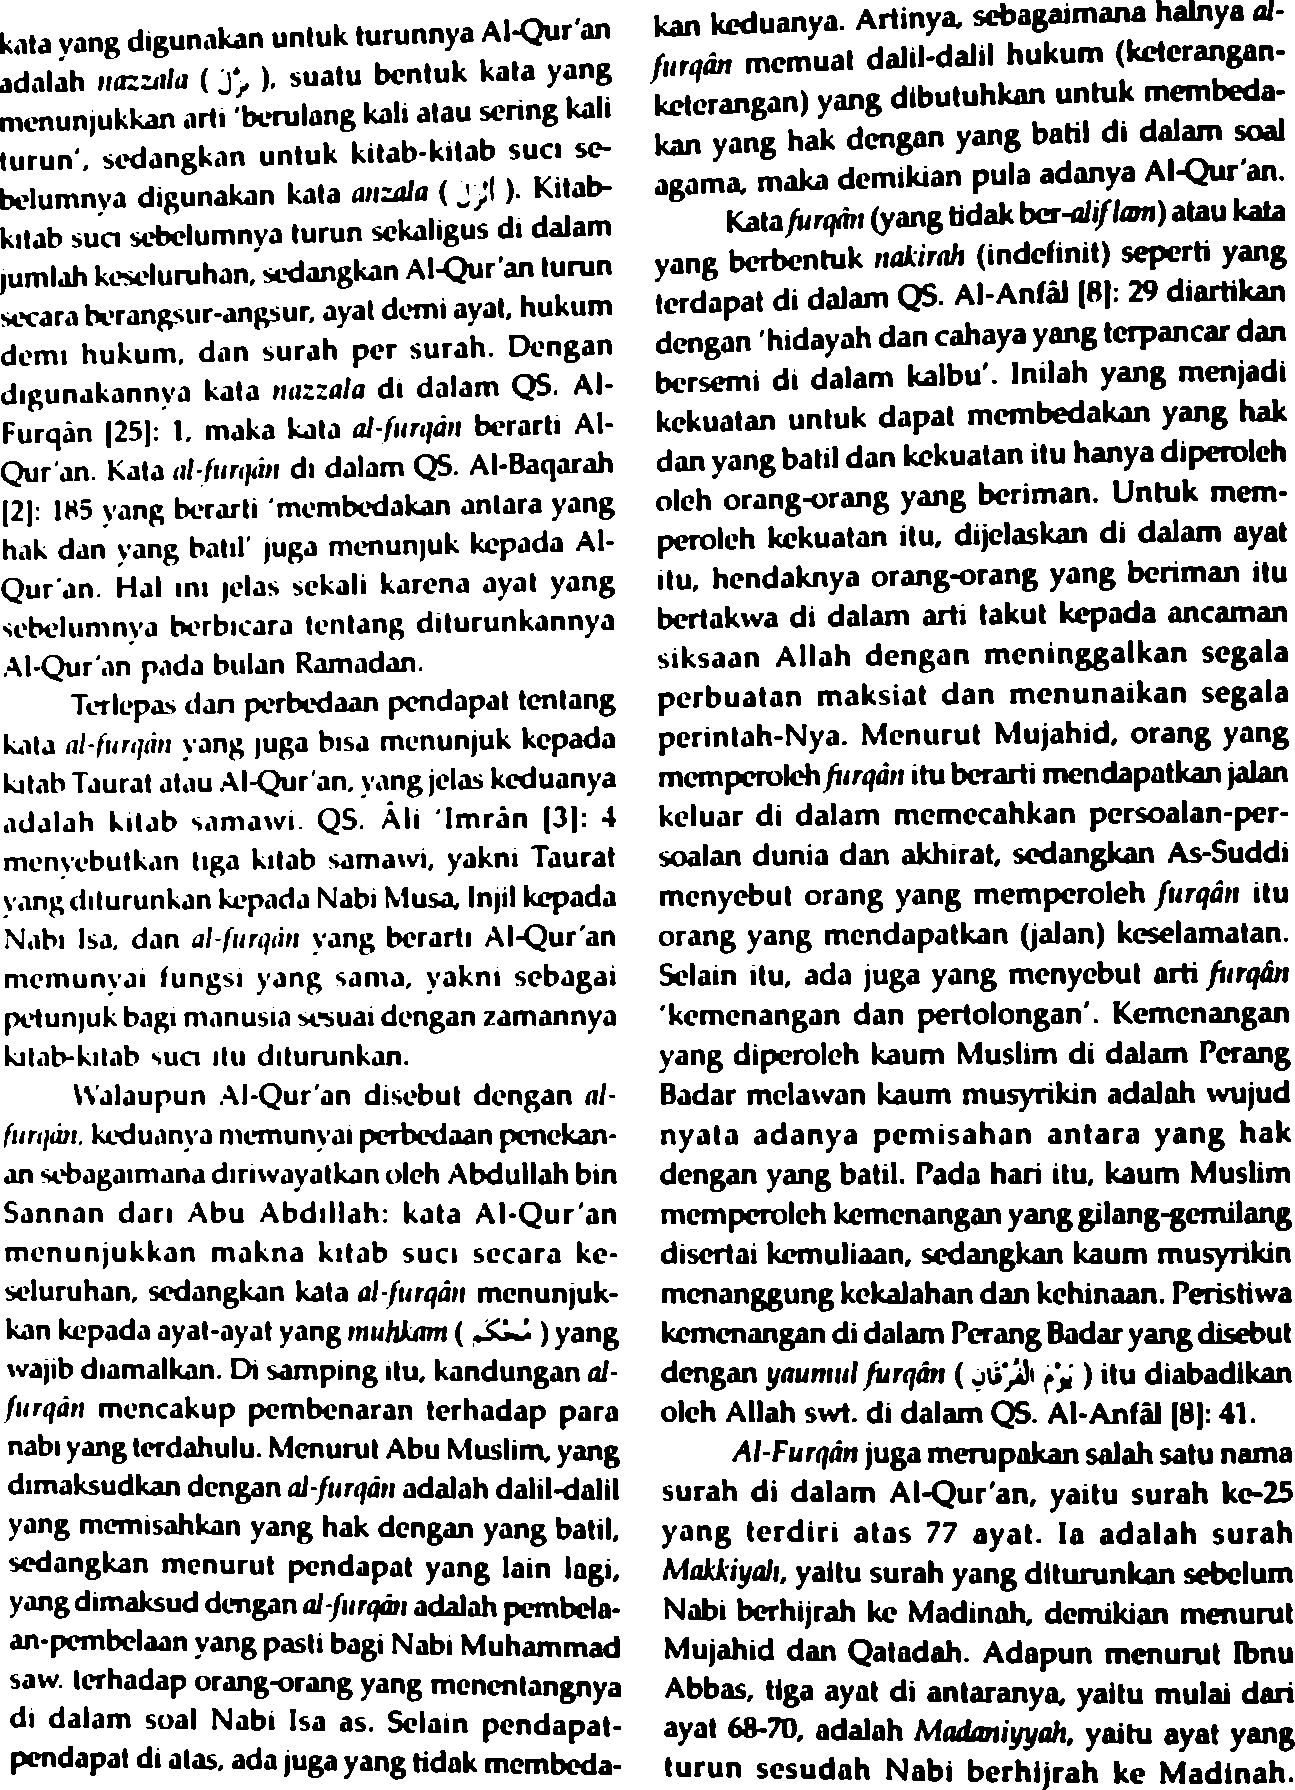 kata yang digunakan untuk turunnya Al-Qur'an
adalah nazzala ( نزل ), suatu bentuk kata yang
menunjukkan arti 'berulang kali atau sering kali
turun', sedangkan untuk kitab-kitab suci se-
belumnya digunakan kata anzala ( أنزل ). Kitab-
kitab suci sebelumnya turun sekaligus di dalam
jumlah keseluruhan, sedangkan Al-Qur'an turun
secara berangsur-angsur, ayat demi ayat, hukum
demi hukum, dan surah per surah. Dengan
digunakannya kata nazzala di dalam QS. Al-
Furqân [25]: 1, maka kata al-furqân berarti Al-
Qur'an. Kata al-furqân di dalam QS. Al-Baqarah
[2]: 185 yang berarti 'membedakan antara yang
hak dan yang batil' juga menunjuk kepada Al-
Qur'an. Hal ini jelas sekali karena ayat yang
sebelumnya berbicara tentang diturunkannya
Al-Qur'an pada bulan Ramadan.
Terlepas dari perbedaan pendapat tentang
kata al-furqân yang juga bisa menunjuk kepada
kitab Taurat atau Al-Qur'an, yang jelas keduanya
adalah kitab samawi. QS. Âli 'Imrân [3]: 4
menyebutkan tiga kitab samawi, yakni Taurat
yang diturunkan kepada Nabi Musa, Injil kepada
Nabi Isa, dan al-furqân yang berarti Al-Qur'an
memunyai fungsi yang sama, yakni sebagai
petunjuk bagi manusia sesuai dengan zamannya
kitab-kitab suci itu diturunkan.
Walaupun Al-Qur'an disebut dengan al-
furqân, keduanya memunyai perbedaan penekan-
an sebagaimana diriwayatkan oleh Abdullah bin
Sannan dari Abu Abdillah: kata Al-Qur'an
menunjukkan makna kitab suci secara ke-
seluruhan, sedangkan kata al-furqân menunjuk-
kan kepada ayat-ayat yang muhkam ( مُحْكَم ) yang
wajib diamalkan. Di samping itu, kandungan al-
furqân mencakup pembenaran terhadap para
nabi yang terdahulu. Menurut Abu Muslim, yang
dimaksudkan dengan al-furqân adalah dalil-dalil
yang memisahkan yang hak dengan yang batil,
sedangkan menurut pendapat yang lain lagi,
yang dimaksud dengan al-furqân adalah pembela-
an-pembelaan yang pasti bagi Nabi Muhammad
saw. terhadap orang-orang yang menentangnya
di dalam soal Nabi Isa as. Selain pendapat-
pendapat di atas, ada juga yang tidak membeda-
kan keduanya. Artinya, sebagaimana halnya al-
furqân memuat dalil-dalil hukum (keterangan-
keterangan) yang dibutuhkan untuk membeda-
kan yang hak dengan yang batil di dalam soal
agama, maka demikian pula adanya Al-Qur'an.
Kata furqân (yang tidak ber-alif lam) atau kata
yang berbentuk nakirah (indefinit) seperti yang
terdapat di dalam QS. Al-Anfâl [8]: 29 diartikan
dengan 'hidayah dan cahaya yang terpancar dan
bersemi di dalam kalbu'. Inilah yang menjadi
kekuatan untuk dapat membedakan yang hak
dan yang batil dan kekuatan itu hanya diperoleh
oleh orang-orang yang beriman. Untuk mem-
peroleh kekuatan itu, dijelaskan di dalam ayat
itu, hendaknya orang-orang yang beriman itu
bertakwa di dalam arti takut kepada ancaman
siksaan Allah dengan meninggalkan segala
perbuatan maksiat dan menunaikan segala
perintah-Nya. Menurut Mujahid, orang yang
memperoleh furqân itu berarti mendapatkan jalan
keluar di dalam memecahkan persoalan-per-
soalan dunia dan akhirat, sedangkan As-Suddi
menyebut orang yang memperoleh furqân itu
orang yang mendapatkan (jalan) keselamatan.
Selain itu, ada juga yang menyebut arti furqân
'kemenangan dan pertolongan'. Kemenangan
yang diperoleh kaum Muslim di dalam Perang
Badar melawan kaum musyrikin adalah wujud
nyata adanya pemisahan antara yang hak
dengan yang batil. Pada hari itu, kaum Muslim
memperoleh kemenangan yang gilang-gemilang
disertai kemuliaan, sedangkan kaum musyrikin
menanggung kekalahan dan kehinaan. Peristiwa
kemenangan di dalam Perang Badar yang disebut
dengan yaumul furqân ( يَوْمَ الْفُرْقَانِ ) itu diabadikan
oleh Allah swt. di dalam QS. Al-Anfâl [8]: 41.
Al-Furqân juga merupakan salah satu nama
surah di dalam Al-Qur'an, yaitu surah ke-25
yang terdiri atas 77 ayat. Ia adalah surah
Makkiyah, yaitu surah yang diturunkan sebelum
Nabi berhijrah ke Madinah, demikian menurut
Mujahid dan Qatadah. Adapun menurut Ibnu
Abbas, tiga ayat di antaranya, yaitu mulai dari
ayat 68-70, adalah Madaniyyah, yaitu ayat yang
turun sesudah Nabi berhijrah ke Madinah.